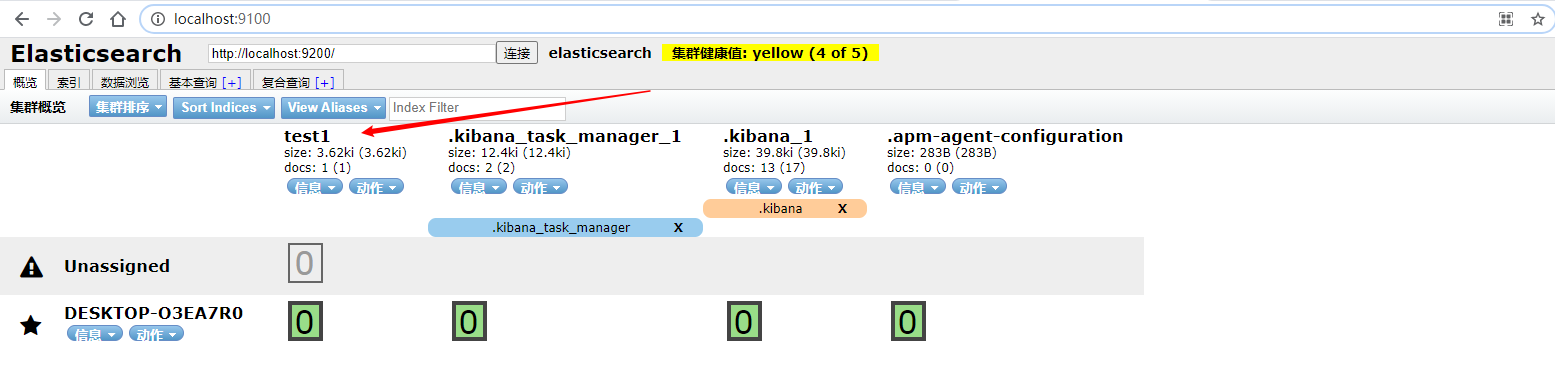 localhost:9100
Elasticsearch http://localhost:9200/ 连接 elasticsearch 集群健康值: yellow (4 of 5)
概览 索引 数据浏览 基本查询 [+] 复合查询 [+]
集群概览 集群排序 Sort Indices View Aliases Index Filter
test1 .kibana_task_manager_1 .kibana_1 .apm-agent-configuration
size: 3.62ki (3.62ki) size: 12.4ki (12.4ki) size: 39.8ki (39.8ki) size: 283B (283B)
docs: 1 (1) docs: 2 (2) docs: 13 (17) docs: 0 (0)
信息 动作 信息 动作 信息 动作 信息 动作
.kibana X
.kibana_task_manager X
Unassigned 0
DESKTOP-O3EA7R0 0 0 0 0
信息 动作